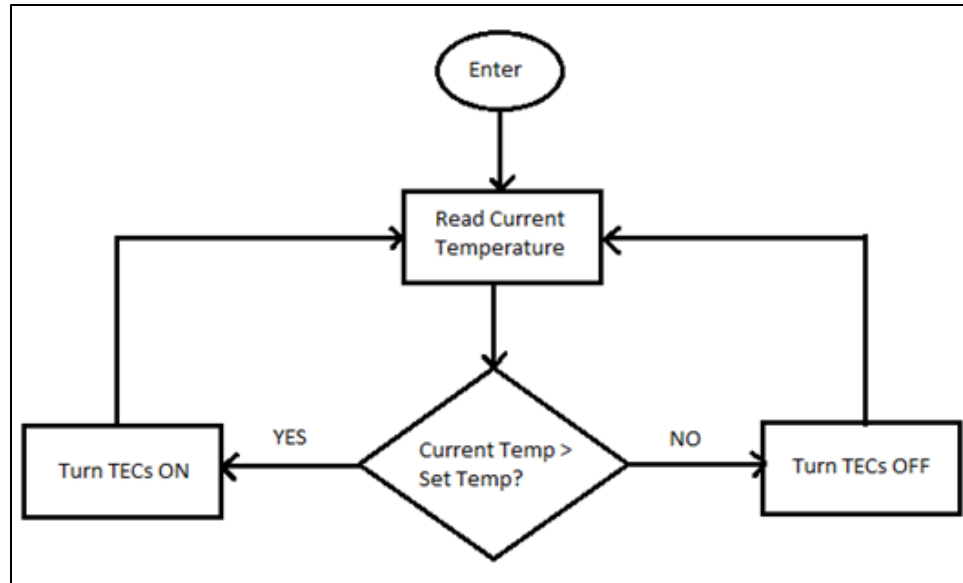 Enter
Read Current
Temperature
YES
NO
Current Temp >
Set Temp?
Turn TECs ON
Turn TECs OFF